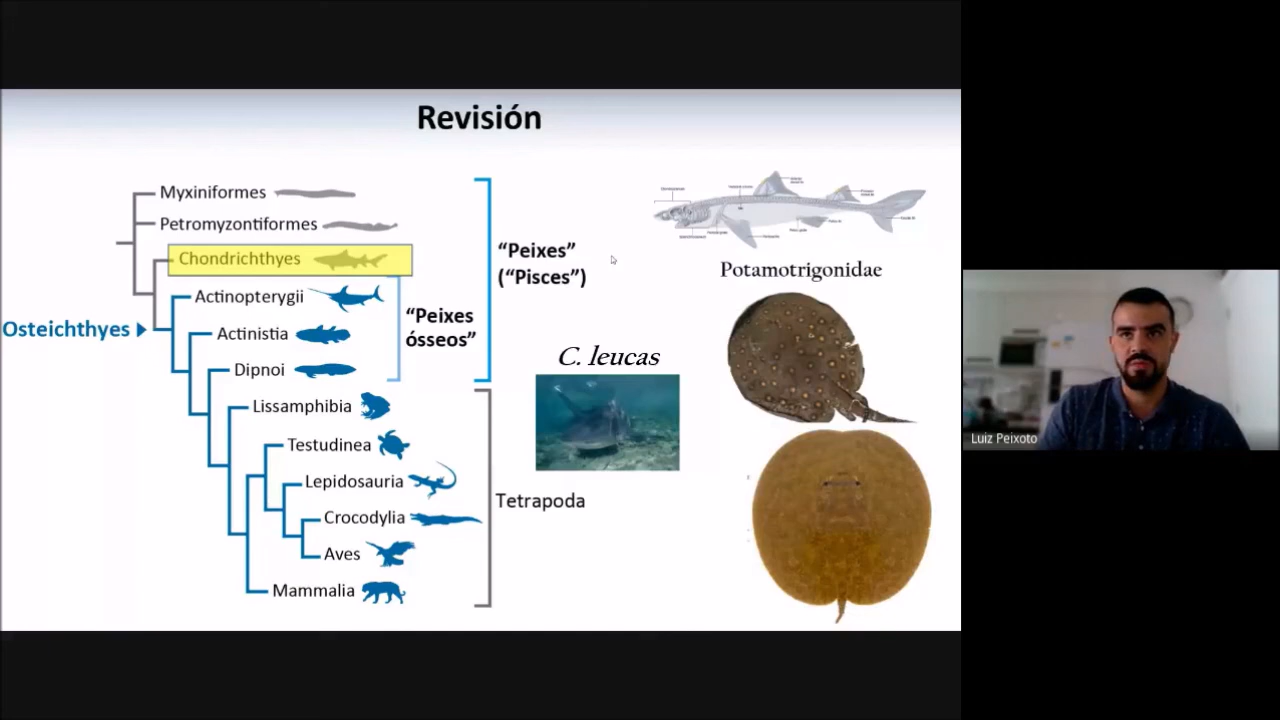 Revisión
Myxiniformes
Petromyzontiformes
Chondrichthyes
Actinopterygii
Osteichthyes
Actinistia
Dipnoi
Lissamphibia
Testudinea
Lepidosauria
Crocodylia
Aves
Mammalia
“Peixes”
(“Pisces”)
“Peixes
ósseos”
Tetrapoda
C. leucas
Potamotrigonidae
Luiz Peixoto